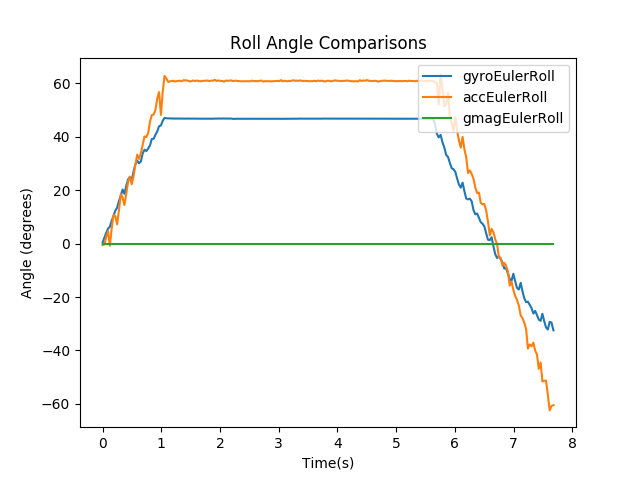 Roll Angle Comparisons
gyroEulerRoll
accEulerRoll
gmagEulerRoll
Angle (degrees)
60
40
20
0
−20
−40
−60
0 1 2 3 4 5 6 7 8
Time(s)